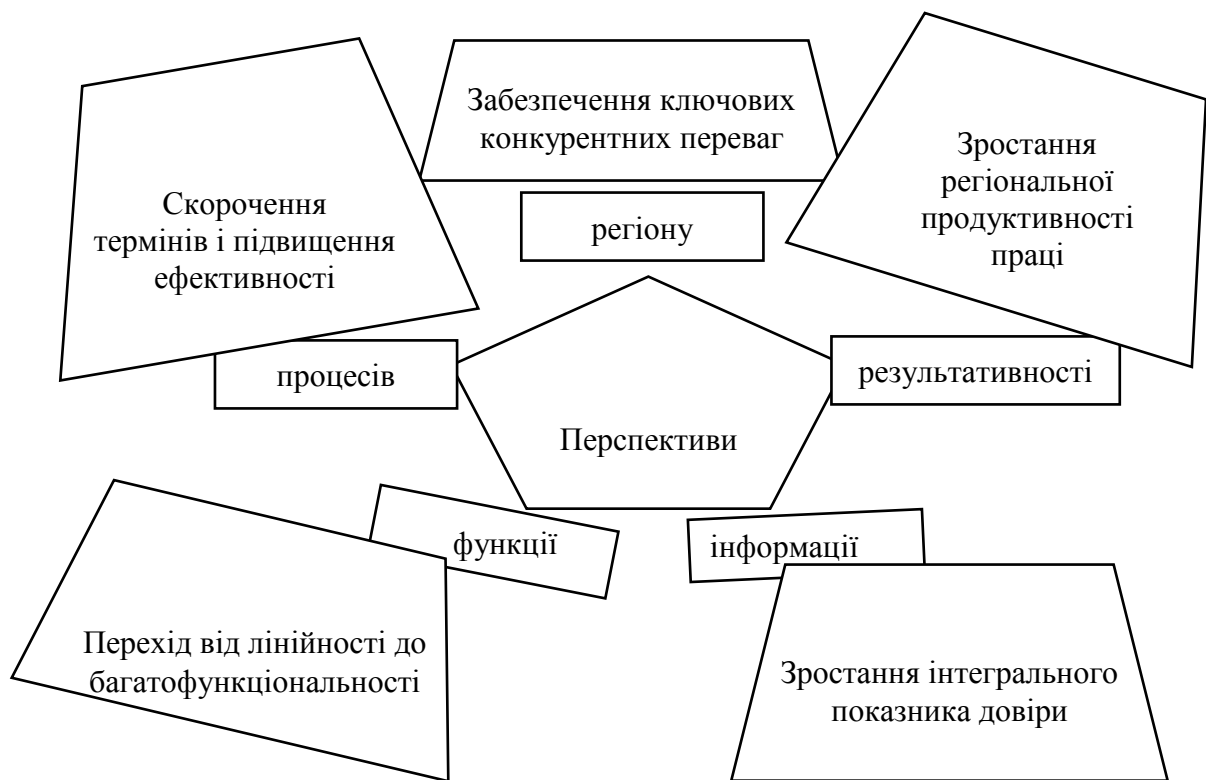 Забезпечення ключових
конкурентних переваг
Зростання
регіональної
продуктивності
праці
Скорочення
термінів і підвищення
ефективності
регіону
процесів
результативності
Перспективи
функції
інформації
Перехід від лінійності до
багатофункціональності
Зростання інтегрального
показника довіри